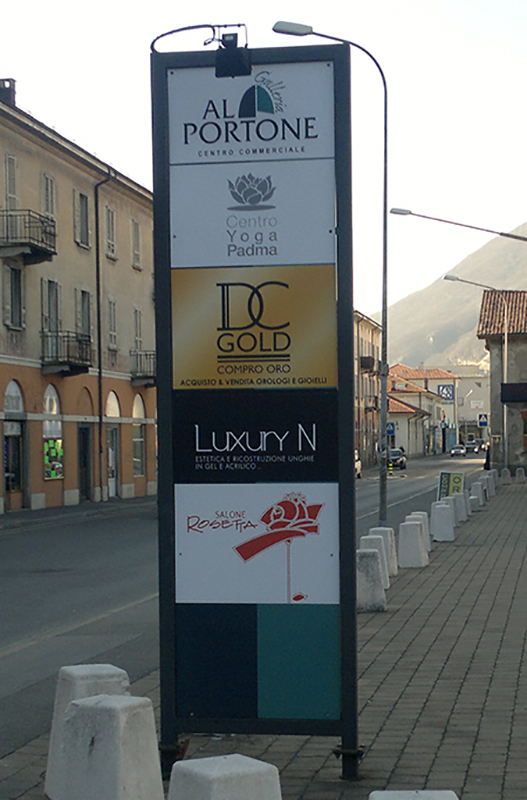 Galleria
AL
PORTONE
CENTRO COMMERCIALE
Centro
Yoga
Padma
DC
GOLD
COMPRO ORO
ACQUISTO & VENDITA OROLOGI E GIOIELLI
LUXURY N
ESTETICA E RICOSTRUZIONE UNGHIE
IN GEL E ACRILICO...
SALONE
ROSETTA